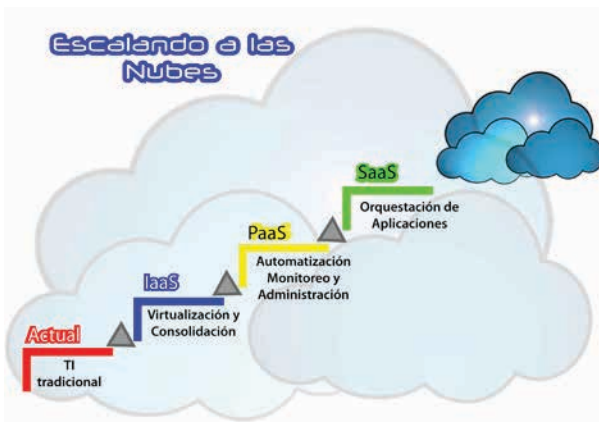 Escalando a las
Nubes
SaaS
Orquestación de
Aplicaciones
PaaS
Automatización
Monitoreo y
Administración
IaaS
Virtualización y
Consolidación
Actual
TI
tradicional